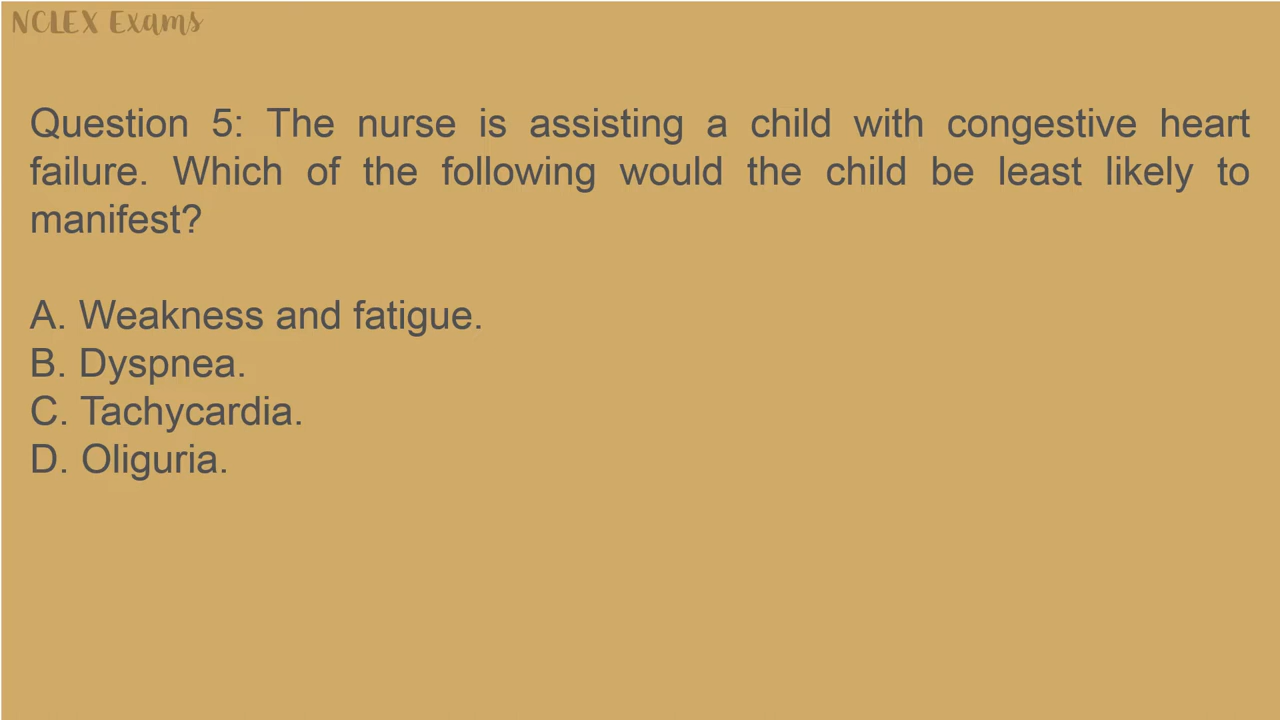 NCLEX Exams
Question 5: The nurse is assisting a child with congestive heart
failure. Which of the following would the child be least likely to
manifest?
A. Weakness and fatigue.
B. Dyspnea.
C. Tachycardia.
D. Oliguria.